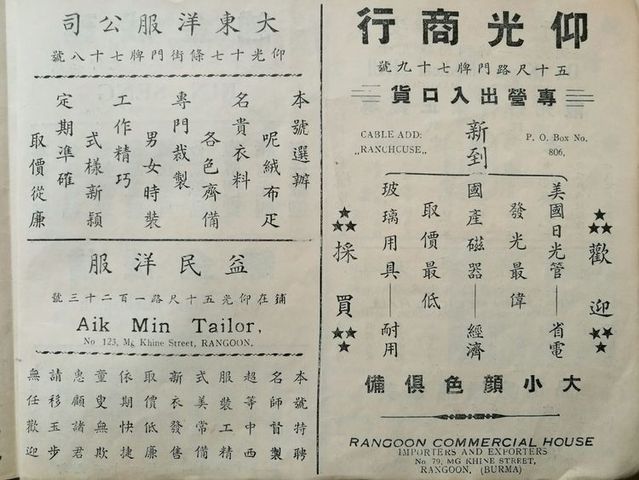 仰光商行
五十尺路門牌七十九號
專營出入口貨
CABLE ADD:
„RANCHCUSE„
新到
P. O. Box No.
806.
歡迎
美國日光管——省電
發光最偉
國產磁器——經濟
取價最低
玻璃用具——耐用
採買
大小顏色俱備
RANGOON COMMERCIAL HOUSE
IMPORTERS AND EXPORTERS
No 79, MG KHINE STREET,
RANGOON, (BURMA)
大東洋服公司
仰光十七條街門牌七十八號
本號選辦
呢絨布疋
名貴衣料
各色齊備
專門裁製
男女時裝
工作精巧
式樣新穎
定期準確
取價從廉
益民洋服
舖在仰光五十尺路一百二十三號
Aik Min Tailor,
No 123, Mg Khine Street, RANGOON.
本號特聘
名師督製
超等中西
服裝工精
式美常備
新衣發售
取價低廉
依期快捷
童叟無欺
惠顧諸君
請移玉步
無任歡迎